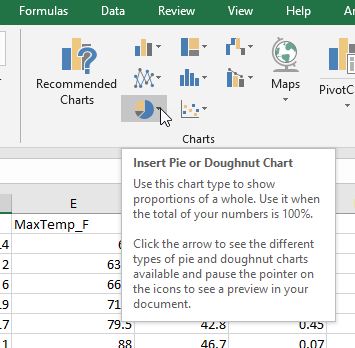 Formulas Data Review View Help
Recommended Charts
Maps
Charts
Insert Pie or Doughnut Chart
Use this chart type to show
proportions of a whole. Use it when
the total of your numbers is 100%.
Click the arrow to see the different
types of pie and doughnut charts
available and pause the pointer on
the icons to see a preview in your
document.
E
MaxTemp_F
2 63
6 66
9 71
17 79.5 42.8 0.45
1 88 46.7 0.07